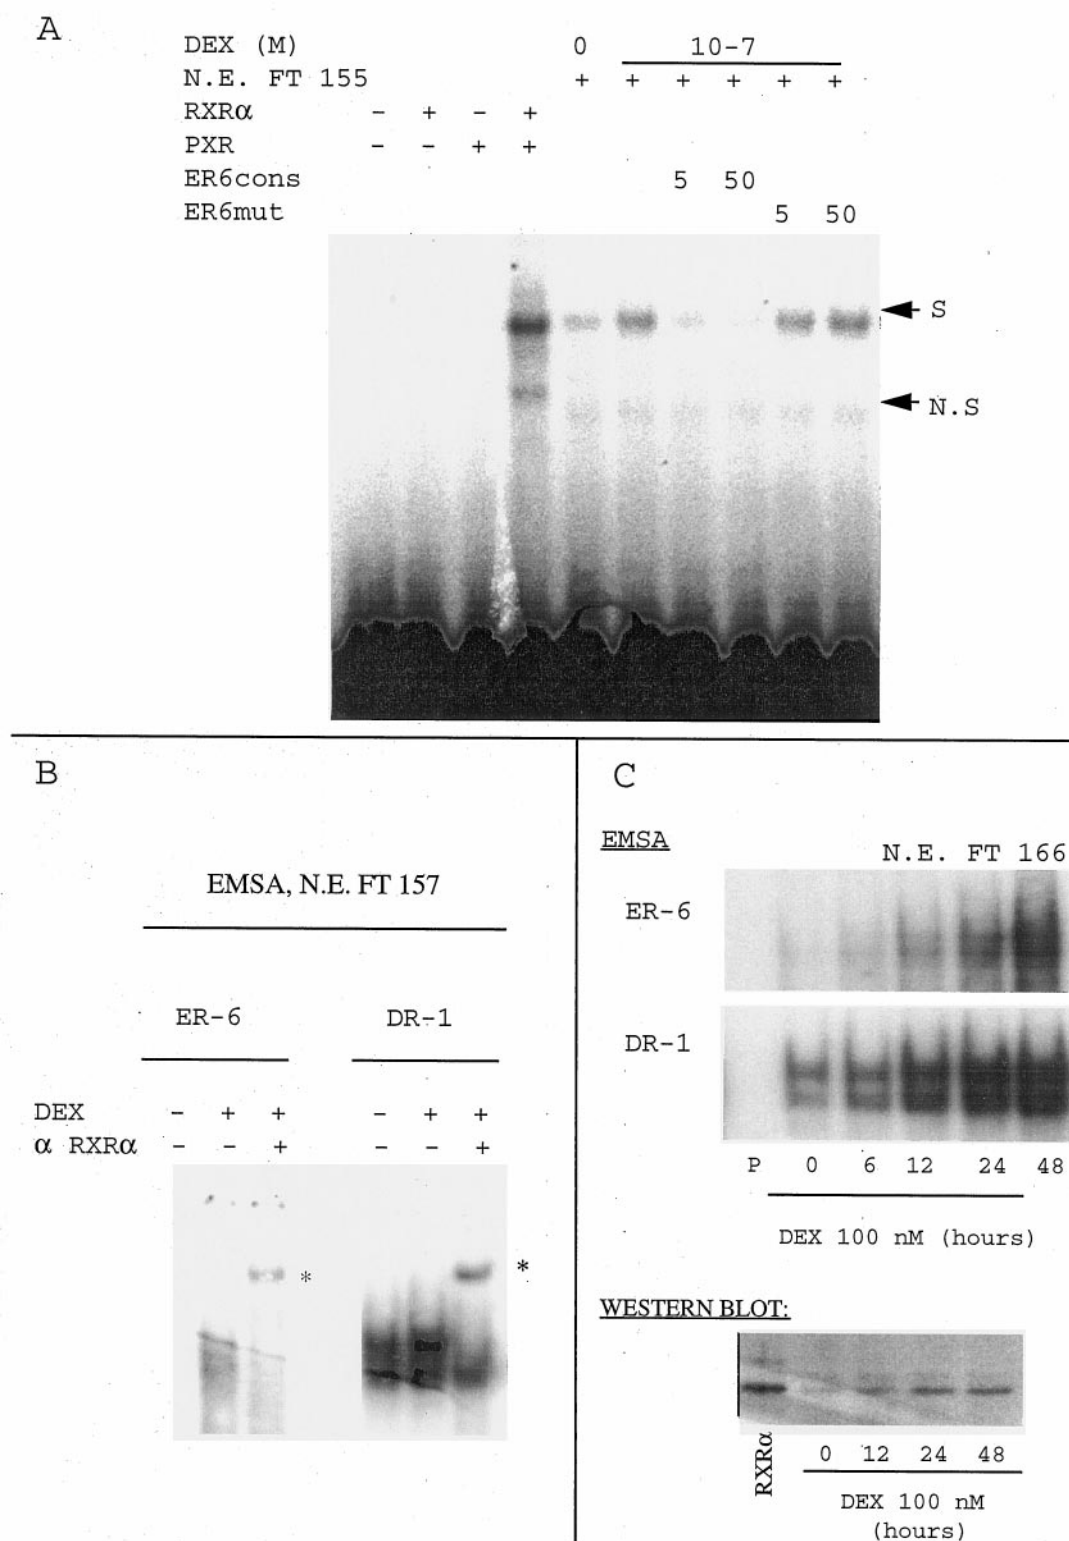 A
DEX (M) 0 10-7
N.E. FT 155 + + + + + +
RXRα - + - +
PXR - - + +
ER6cons 5 50
ER6mut 5 50
S
N.S
B
EMSA, N.E. FT 157
ER-6 DR-1
DEX - + + - + +
α RXRα - - + - - +
* *
C
EMSA
N.E. FT 166
ER-6
DR-1
P 0 6 12 24 48
DEX 100 nM (hours)
WESTERN BLOT:
RXRα 0 12 24 48
DEX 100 nM
(hours)